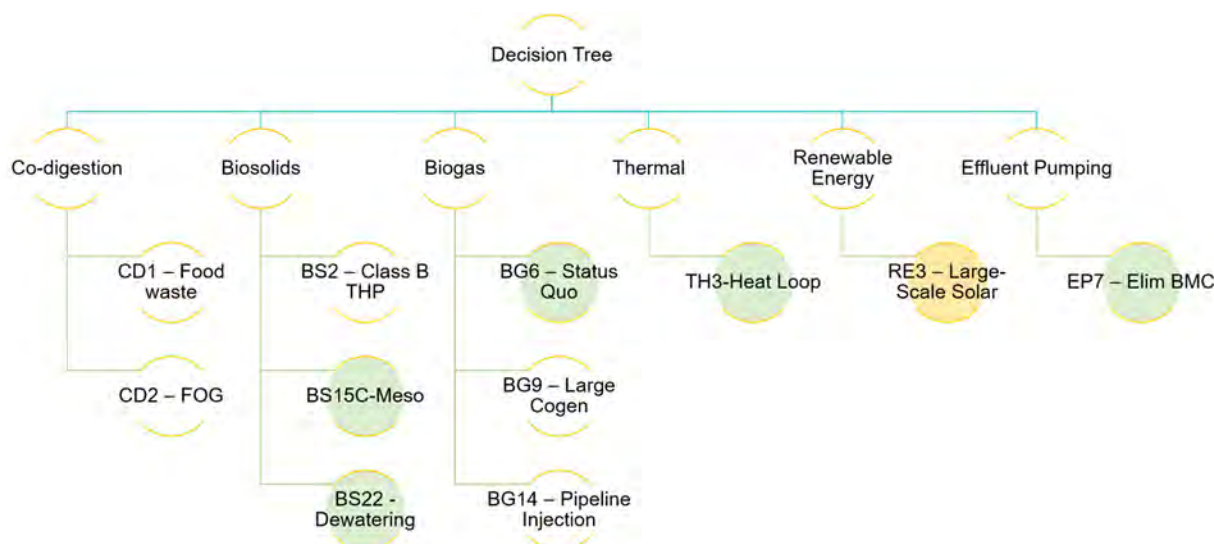 Decision Tree
Co-digestion
Biosolids
Biogas
Thermal
Renewable
Energy
Effluent Pumping
CD1 – Food
waste
BS2 – Class B
THP
BG6 – Status
Quo
TH3-Heat Loop
RE3 – Large-
Scale Solar
EP7 – Elim BMC
CD2 – FOG
BS15C-Meso
BG9 – Large
Cogen
BS22 -
Dewatering
BG14 – Pipeline
Injection